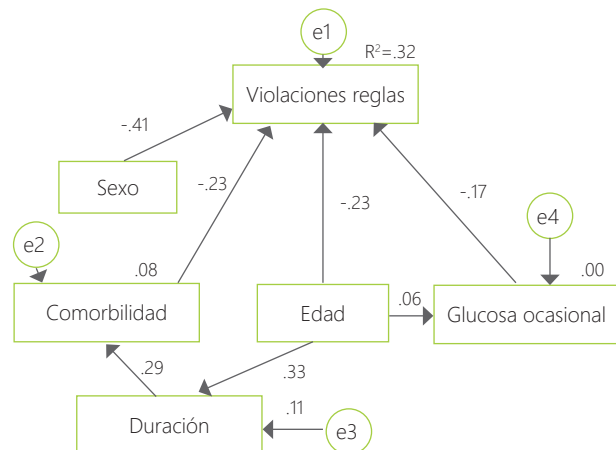 e1
R²=.32
Violaciones reglas
-.41
Sexo
-.23
-.23
-.17
e2
e4
.08
.00
Comorbilidad
Edad
.06
Glucosa ocasional
.29
.33
Duración
.11
e3